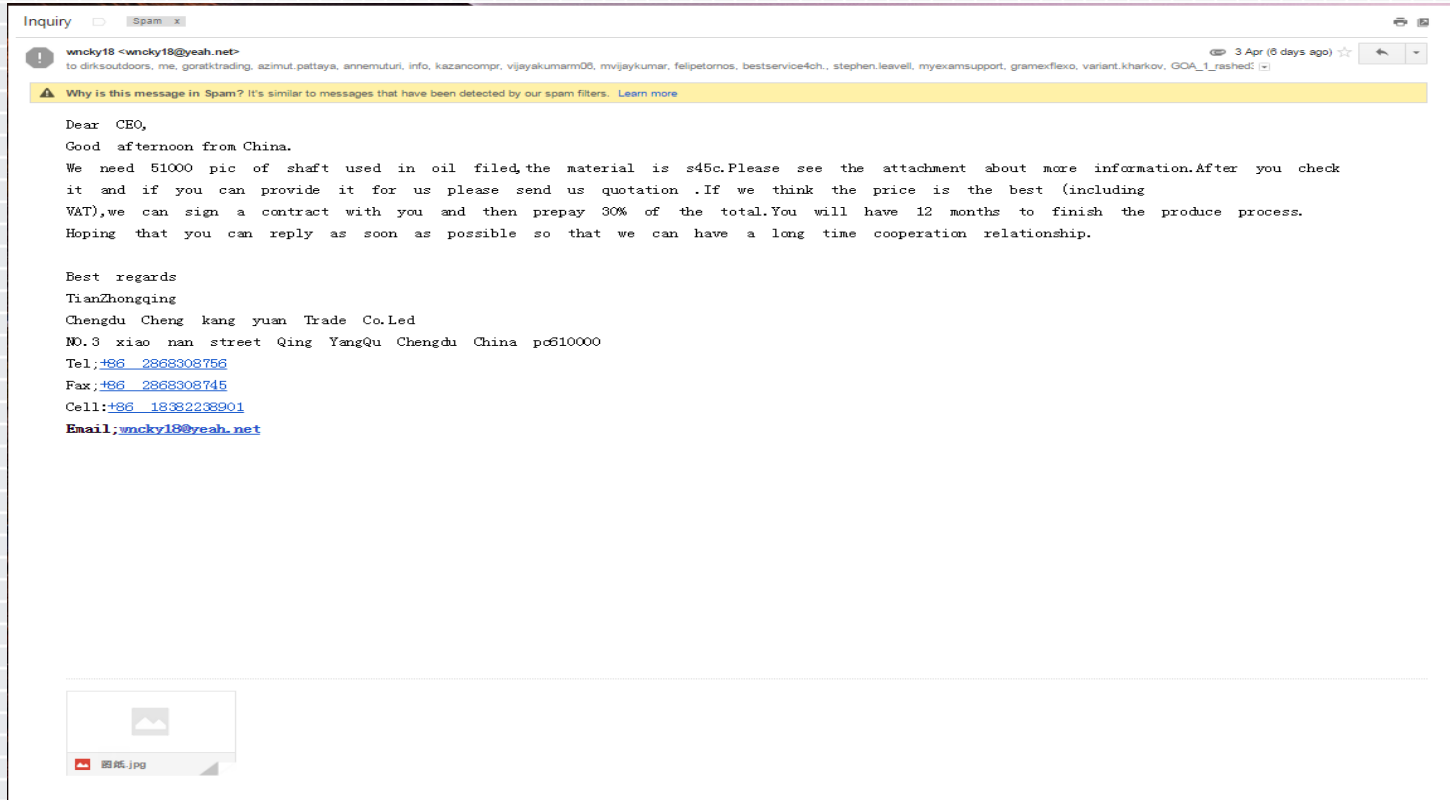 Inquiry Spam x
wncky18 <wncky18@yeah.net> 3 Apr (6 days ago)
to dirksoutdoors, me, goratktrading, azimut.pattaya, annemuturi, info, kazancompr, vijayakumarm06, mvijaykumar, felipetornos, bestservice4ch., stephen.leavell, myexamsupport, gramexflexo, variant.kharkov,
Why is this message in Spam? It's similar to messages that have been detected by our spam filters. Learn more
Dear CEO,
Good afternoon from China.
We need 51000 pic of shaft used in oil filed,the material is s45c.Please see the attachment about more information.After you check
it and if you can provide it for us please send us quotation .If we think the price is the best (including
VAT),we can sign a contract with you and then prepay 30% of the total.You will have 12 months to finish the produce process.
Hoping that you can reply as soon as possible so that we can have a long time cooperation relationship.
Best regards
TianZhongqing
Chengdu Cheng kang yuan Trade Co.Led
NO.3 xiao nan street Qing YangQu Chengdu China pc610000
Tel;+86 2868308756
Fax;+86 2868308745
Cell:+86 18382238901
Email;wncky18@yeah.net
图纸.jpg